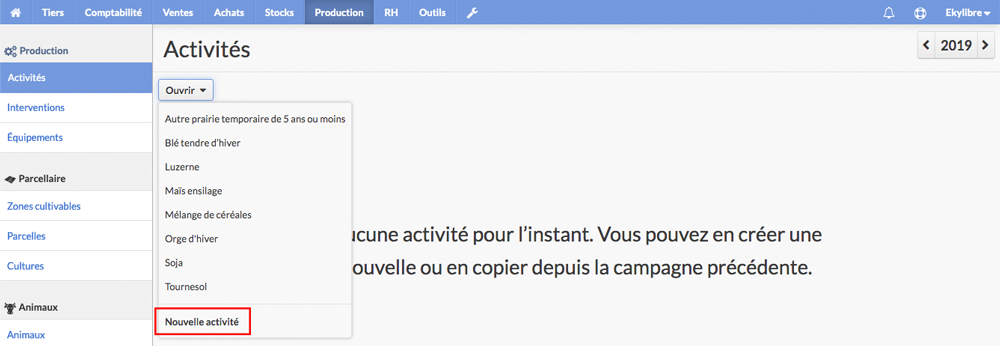 Tiers Comptabilité Ventes Achats Stocks Production RH Outils Ekylibre
Production
Activités
Interventions
Équipements
Parcellaire
Zones cultivables
Parcelles
Cultures
Animaux
Animaux
Activités
2019
Ouvrir
Autre prairie temporaire de 5 ans ou moins
Blé tendre d'hiver
Luzerne
Maïs ensilage
Mélange de céréales
Orge d'hiver
Soja
Tournesol
Nouvelle activité
ucune activité pour l'instant. Vous pouvez en créer une
ouvelle ou en copier depuis la campagne précédente.